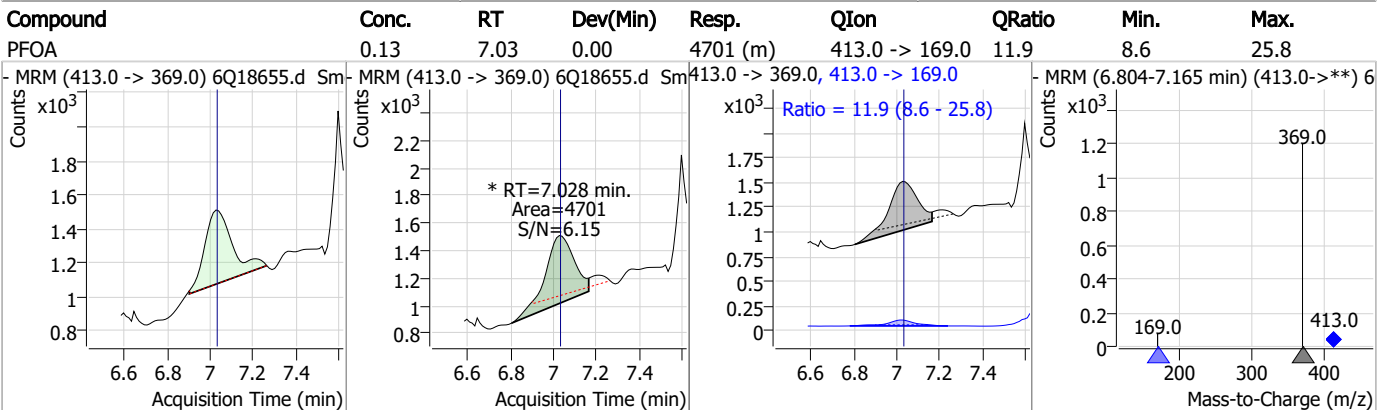 Compound Conc. RT Dev(Min) Resp. QIon QRatio Min. Max.
PFOA 0.13 7.03 0.00 4701 (m) 413.0 -> 169.0 11.9 8.6 25.8
- MRM (413.0 -> 369.0) 6Q18655.d Sm
Counts
x10³
1.8
1.6
1.4
1.2
1
0.8
6.6 6.8 7 7.2 7.4
Acquisition Time (min)
- MRM (413.0 -> 369.0) 6Q18655.d Sm
Counts
x10³
2.2
2
1.8
1.6
1.4
1.2
1
0.8
* RT=7.028 min.
Area=4701
S/N=6.15
6.6 6.8 7 7.2 7.4
Acquisition Time (min)
413.0 -> 369.0, 413.0 -> 169.0
x10³
Ratio = 11.9 (8.6 - 25.8)
1.75
1.5
1.25
1
0.75
0.5
0.25
0
6.6 6.8 7 7.2 7.4
Acquisition Time (min)
- MRM (6.804-7.165 min) (413.0->**) 6
Counts
x10³
1.2
1
0.8
0.6
0.4
0.2
0
369.0
169.0
413.0
200 300 400
Mass-to-Charge (m/z)